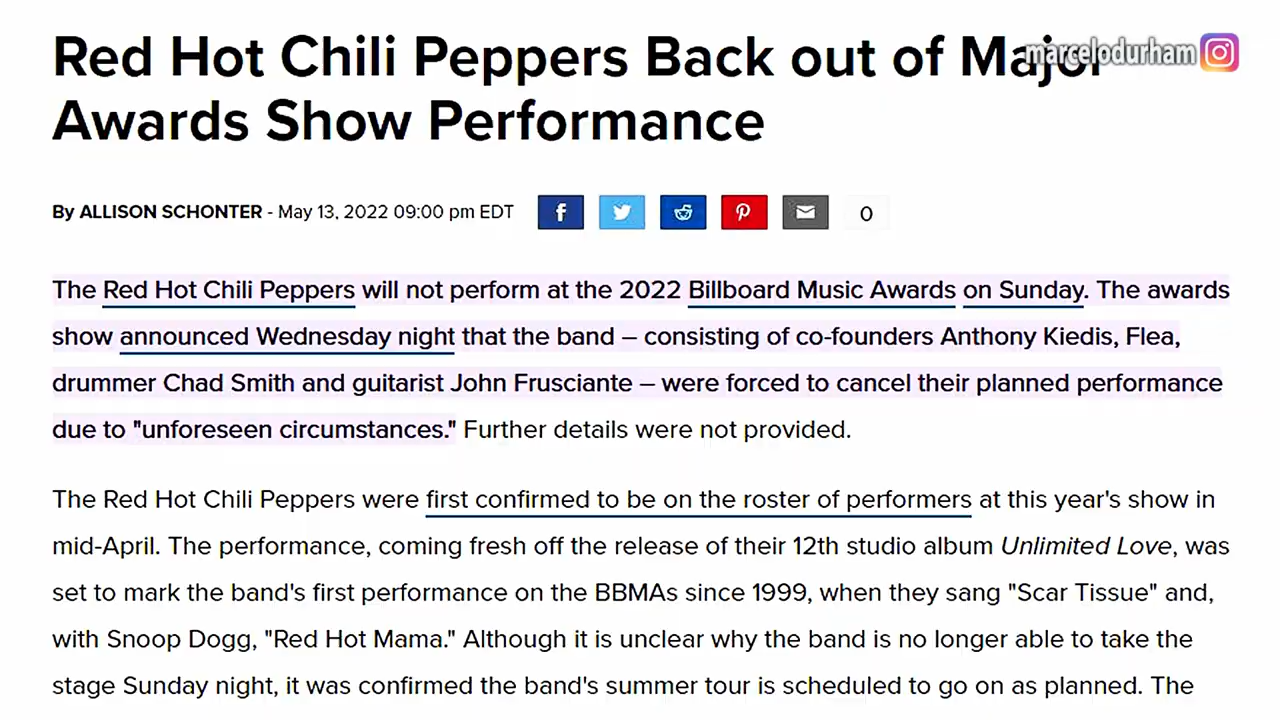 Red Hot Chili Peppers Back out of Major
marcelodurham
Awards Show Performance
By ALLISON SCHONTER - May 13, 2022 09:00 pm EDT
0
The Red Hot Chili Peppers will not perform at the 2022 Billboard Music Awards on Sunday. The awards
show announced Wednesday night that the band – consisting of co-founders Anthony Kiedis, Flea,
drummer Chad Smith and guitarist John Frusciante – were forced to cancel their planned performance
due to "unforeseen circumstances." Further details were not provided.
The Red Hot Chili Peppers were first confirmed to be on the roster of performers at this year's show in
mid-April. The performance, coming fresh off the release of their 12th studio album Unlimited Love, was
set to mark the band's first performance on the BBMAs since 1999, when they sang "Scar Tissue" and,
with Snoop Dogg, "Red Hot Mama." Although it is unclear why the band is no longer able to take the
stage Sunday night, it was confirmed the band's summer tour is scheduled to go on as planned. The